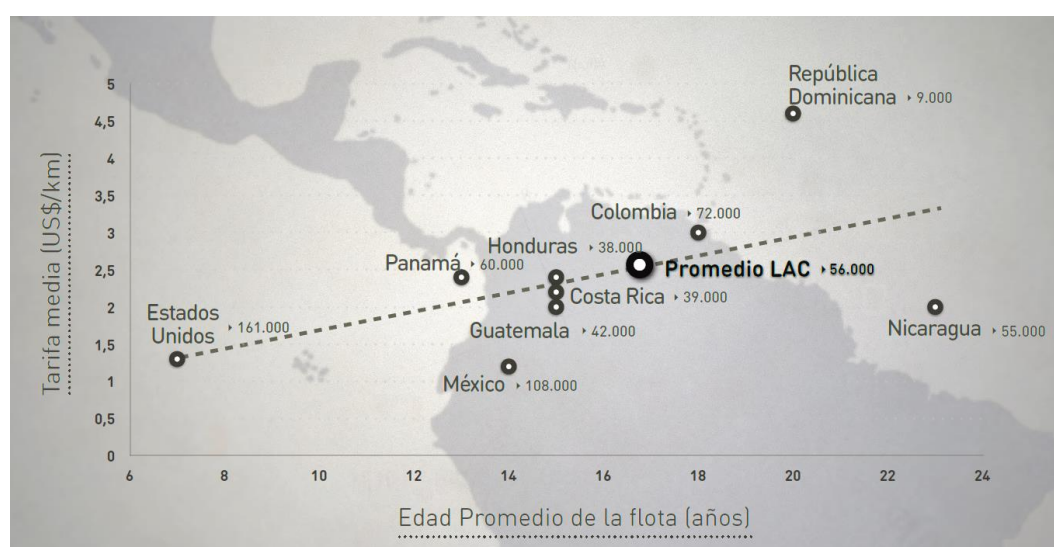 República
Dominicana ‣ 9.000
5
4,5
4
3,5
3
2,5
2
1,5
1
0,5
0
Tarifa media (US$/km)
Colombia ‣ 72.000
Honduras ‣ 38.000
Panamá ‣ 60.000
Promedio LAC ‣ 56.000
Costa Rica ‣ 39.000
Estados
Unidos ‣ 161.000
Guatemala ‣ 42.000
Nicaragua ‣ 55.000
México ‣ 108.000
6 8 10 12 14 16 18 20 22 24
Edad Promedio de la flota (años)